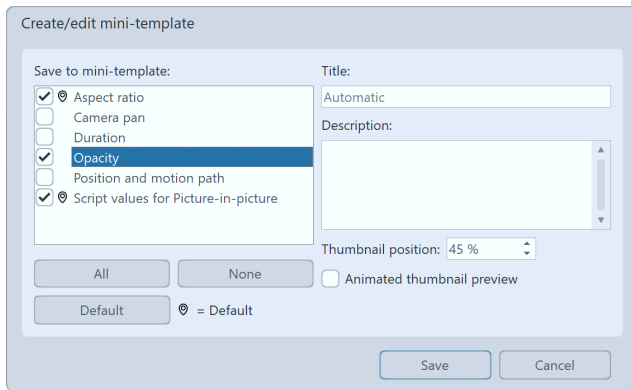 Create/edit mini-template
Save to mini-template:
Aspect ratio
Camera pan
Duration
Opacity
Position and motion path
Script values for Picture-in-picture
All
None
Default
= Default
Title:
Automatic
Description:
Thumbnail position: 45 %
Animated thumbnail preview
Save
Cancel